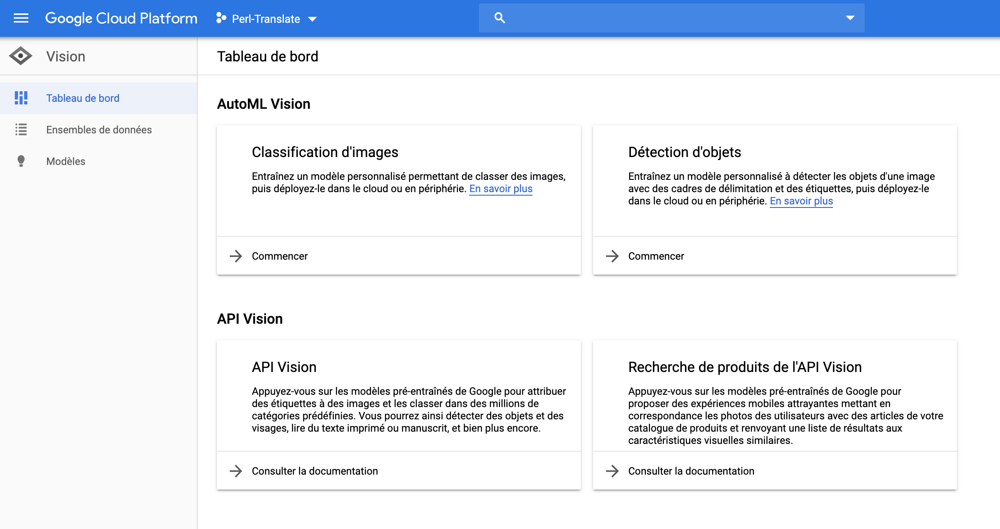 Google Cloud Platform
Perl-Translate
Vision
Tableau de bord
Ensembles de données
Modèles
Tableau de bord
AutoML Vision
Classification d'images
Entraînez un modèle personnalisé permettant de classer des images,
puis déployez-le dans le cloud ou en périphérie. En savoir plus
Commencer
Détection d'objets
Entraînez un modèle personnalisé à détecter les objets d'une image
avec des cadres de délimitation et des étiquettes, puis déployez-le
dans le cloud ou en périphérie. En savoir plus
Commencer
API Vision
API Vision
Appuyez-vous sur les modèles pré-entraînés de Google pour attribuer
des étiquettes à des images et les classer dans des millions de
catégories prédéfinies. Vous pourrez ainsi détecter des objets et des
visages, lire du texte imprimé ou manuscrit, et bien plus encore.
Consulter la documentation
Recherche de produits de l'API Vision
Appuyez-vous sur les modèles pré-entraînés de Google pour
proposer des expériences mobiles attrayantes mettant en
correspondance les photos des utilisateurs avec des articles de votre
catalogue de produits et renvoyant une liste de résultats aux
caractéristiques visuelles similaires.
Consulter la documentation